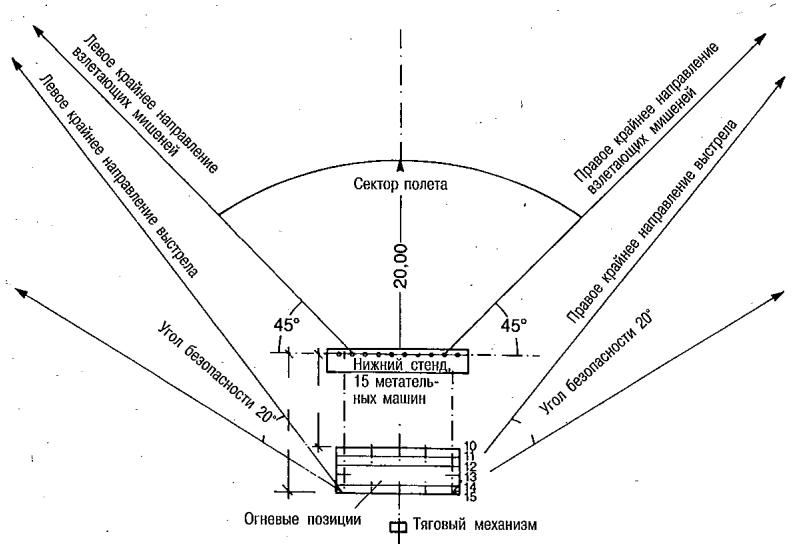 Левое крайнее направление
взлетающих мишеней
Правое крайнее направление
взлетающих мишеней
Левое крайнее направление выстрела
Правое крайнее направление выстрела
Сектор полета
20,00
45°
45°
Угол безопасности 20°
Угол безопасности 20°
Нижний стенд,
15 метатель-
ных машин
10
11
12
13
14
15
Огневые позиции
Тяговый механизм